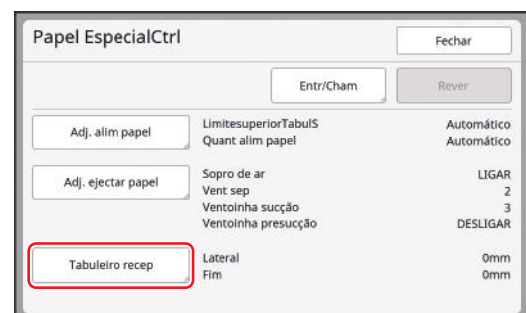 Papel EspecialCtrl
Fechar
Entr/Cham
Rever
Adj. alim papel
LimitesuperiorTabulS Automático
Quant alim papel Automático
Adj. ejectar papel
Sopro de ar LIGAR
Vent sep 2
Ventoinha sucção 3
Ventoinha presucção DESLIGAR
Tabuleiro recep
Lateral 0mm
Fim 0mm